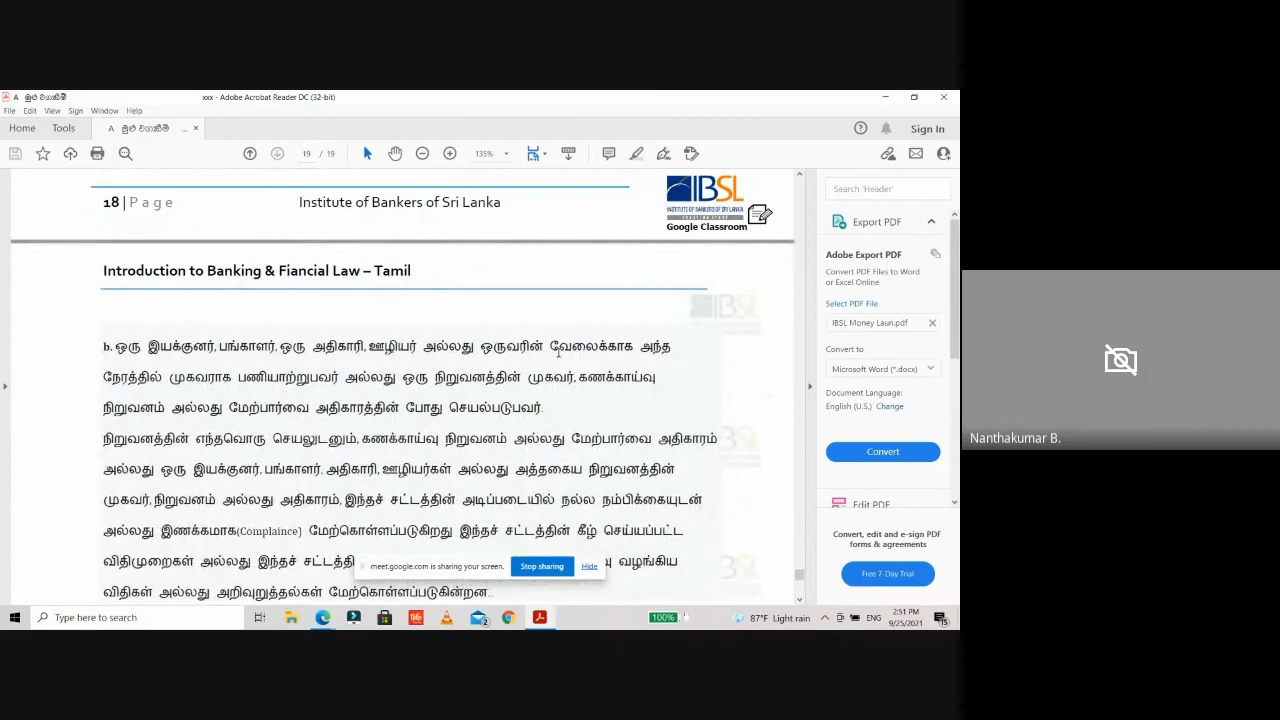 A මුළු වගකීම් xxx - Adobe Acrobat Reader DC (32-bit)
File Edit View Sign Window Help
Home Tools A මුළු වගකීම් ... × Sign In
19 / 19 135%
18 | P a g e Institute of Bankers of Sri Lanka
IBSL
INSTITUTE OF BANKERS OF SRI LANKA
Google Classroom
Introduction to Banking & Fiancial Law – Tamil
b. ஒரு இயக்குனர், பங்காளர், ஒரு அதிகாரி, ஊழியர் அல்லது ஒருவரின் வேலைக்காக அந்த
நேரத்தில் முகவராக பணியாற்றுபவர் அல்லது ஒரு நிறுவனத்தின் முகவர், கணக்காய்வு
நிறுவனம் அல்லது மேற்பார்வை அதிகாரத்தின் போது செயல்படுபவர்.
நிறுவனத்தின் எந்தவொரு செயலுடனும், கணக்காய்வு நிறுவனம் அல்லது மேற்பார்வை அதிகாரம்
அல்லது ஒரு இயக்குனர், பங்காளர், அதிகாரி, ஊழியர்கள் அல்லது அத்தகைய நிறுவனத்தின்
முகவர், நிறுவனம் அல்லது அதிகாரம், இந்தச் சட்டத்தின் அடிப்படையில் நல்ல நம்பிக்கையுடன்
அல்லது இணக்கமாக(Complaince) மேற்கொள்ளப்படுகிறது இந்தச் சட்டத்தின் கீழ் செய்யப்பட்ட
விதிமுறைகள் அல்லது இந்தச் சட்டத்தி வழங்கிய
விதிகள் அல்லது அறிவுறுத்தல்கள் மேற்கொள்ளப்படுகின்றன..
meet.google.com is sharing your screen. Stop sharing Hide
Search 'Header'
Export PDF
Adobe Export PDF
Convert PDF Files to Word
or Excel Online
Select PDF File
IBSL Money Laun.pdf
Convert to
Microsoft Word (*.docx)
Document Language:
English (U.S.) Change
Convert
Edit PDF
Convert, edit and e-sign PDF
forms & agreements
Free 7-Day Trial
Type here to search
100% 87°F Light rain ENG 2:51 PM
9/25/2021
Nanthakumar B.